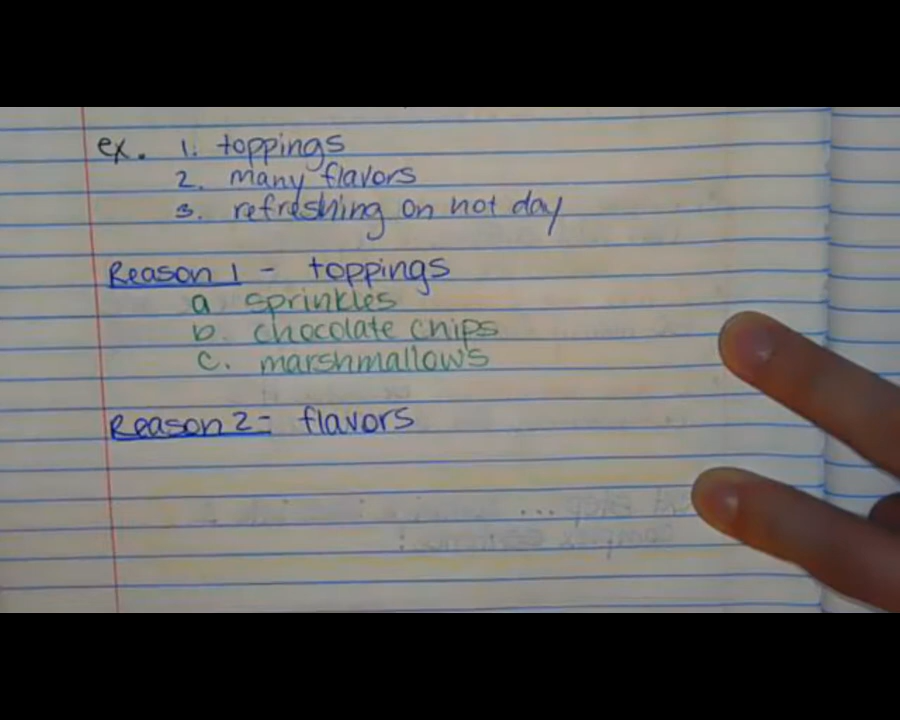 ex. 1. toppings
2. many flavors
3. refreshing on hot day
Reason 1 - toppings
a sprinkles
b. chocolate chips
c. marshmallows
Reason 2 - flavors